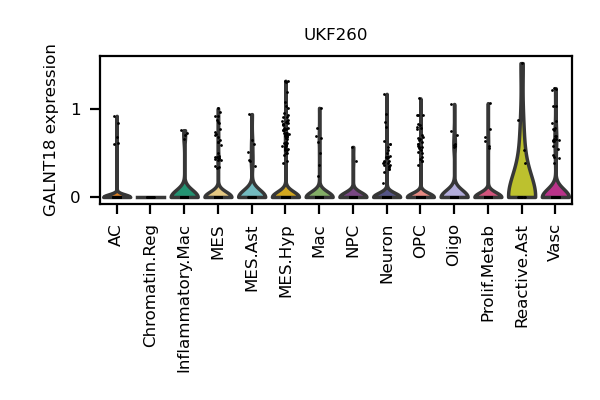 UKF260
GALNT18 expression
1
0
AC
Chromatin.Reg
Inflammatory.Mac
MES
MES.Ast
MES.Hyp
Mac
NPC
Neuron
OPC
Oligo
Prolif.Metab
Reactive.Ast
Vasc